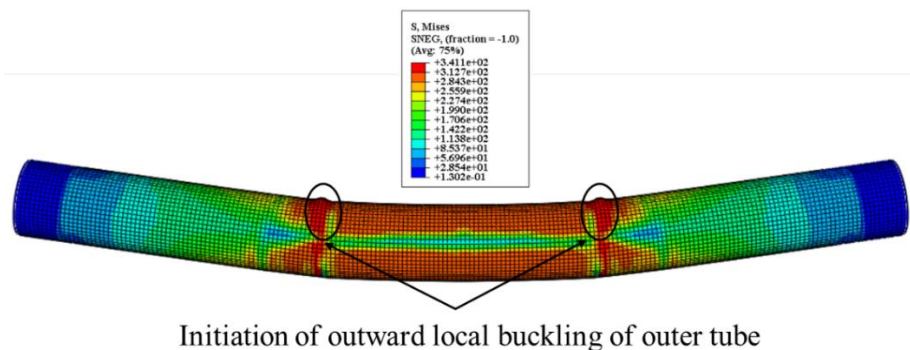 S, Mises
SNEG, (fraction = -1.0)
(Avg: 75%)
+3.411e+02
+3.127e+02
+2.843e+02
+2.559e+02
+2.274e+02
+1.990e+02
+1.706e+02
+1.422e+02
+1.138e+02
+8.537e+01
+5.696e+01
+2.854e+01
+1.302e-01
Initiation of outward local buckling of outer tube